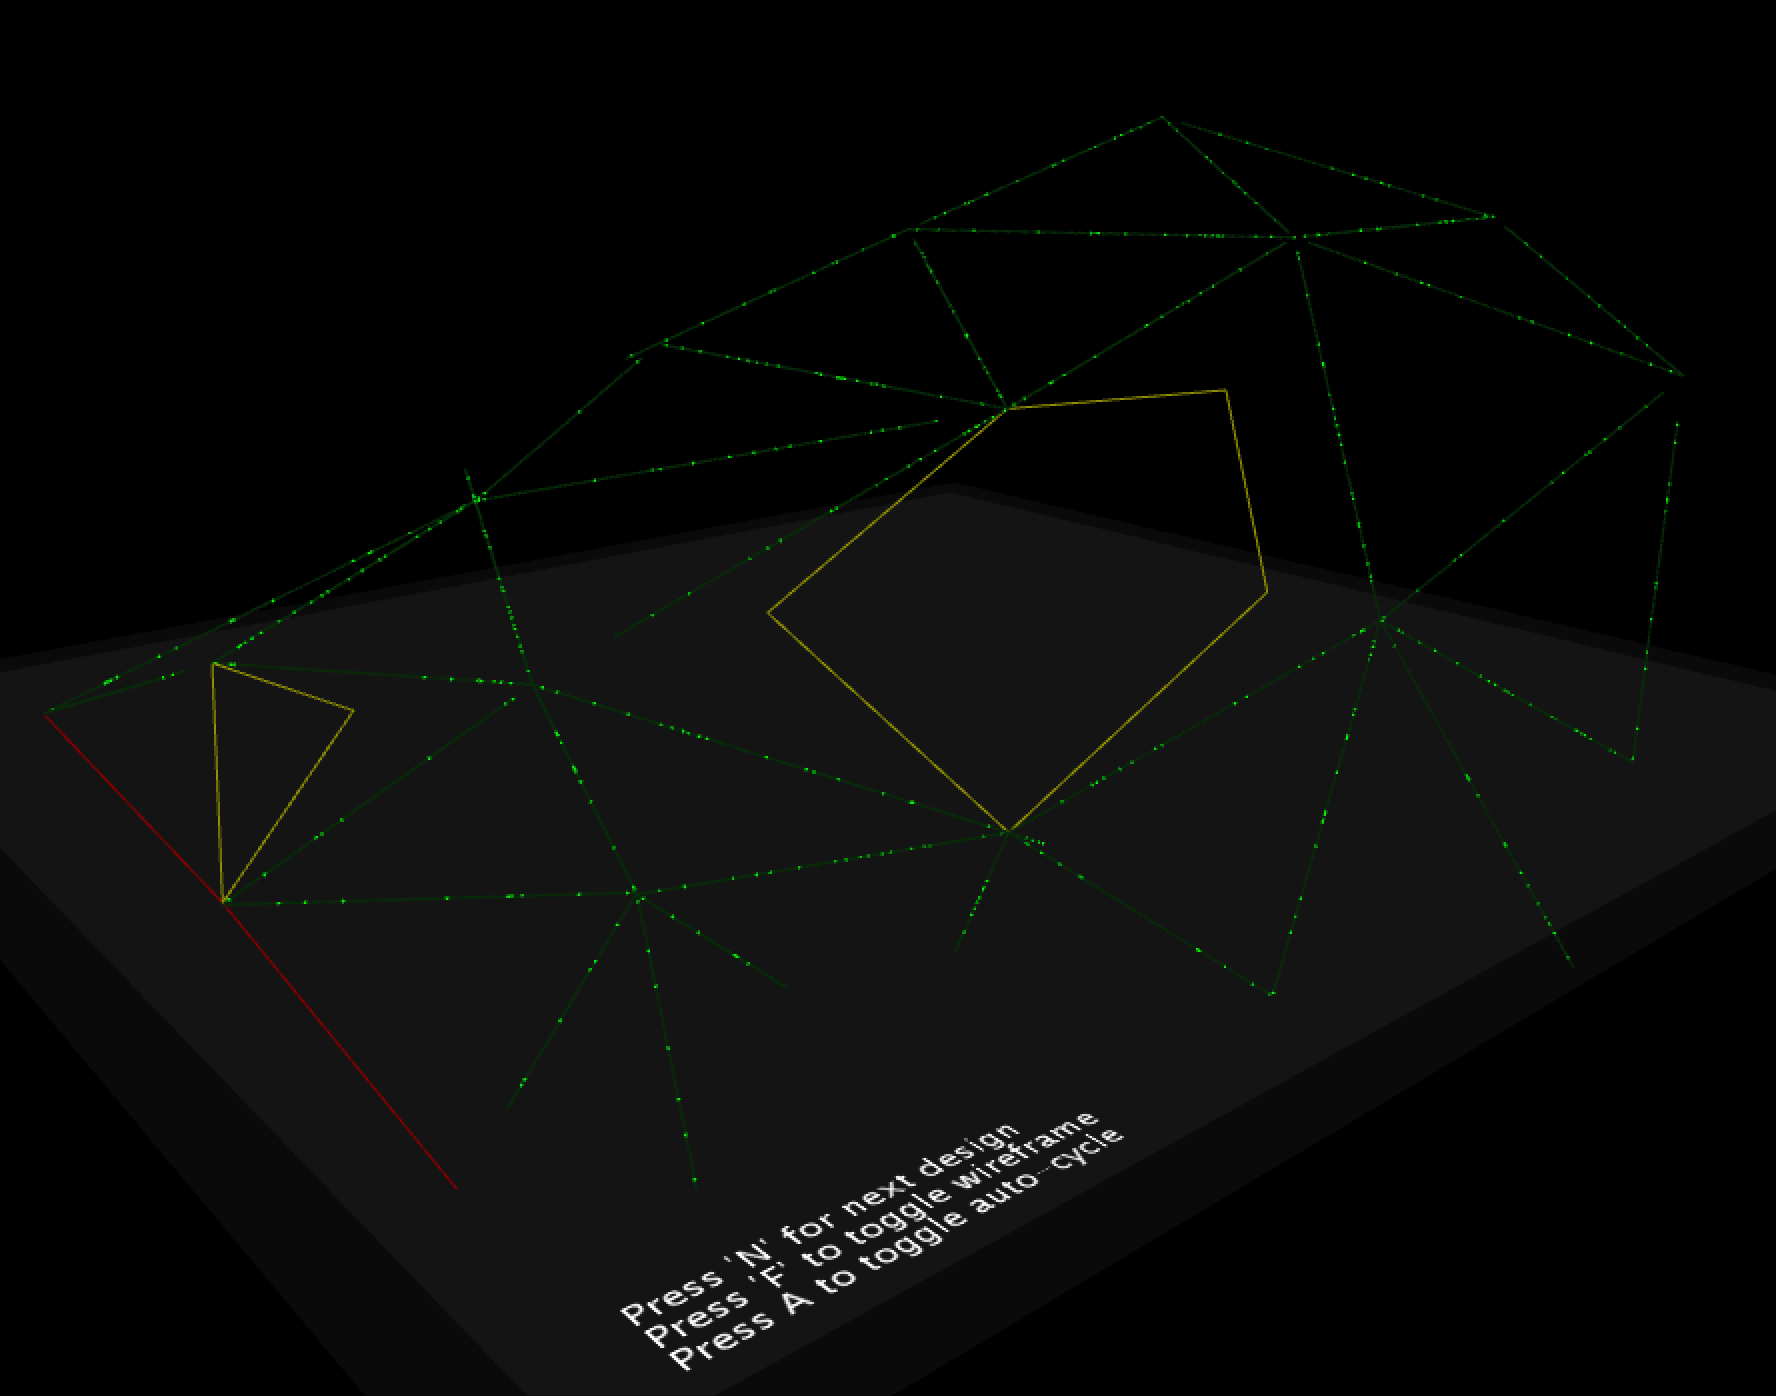 Press 'N' for next design
Press 'F' to toggle wireframe
Press A to toggle auto-cycle